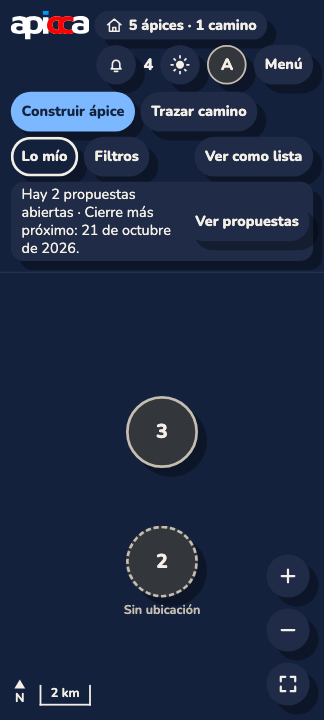 apicca
5 ápices · 1 camino
4
A
Menú
Construir ápice
Trazar camino
Lo mío
Filtros
Ver como lista
Hay 2 propuestas
abiertas · Cierre más
próximo: 21 de octubre
de 2026.
Ver propuestas
3
2
Sin ubicación
N
2 km